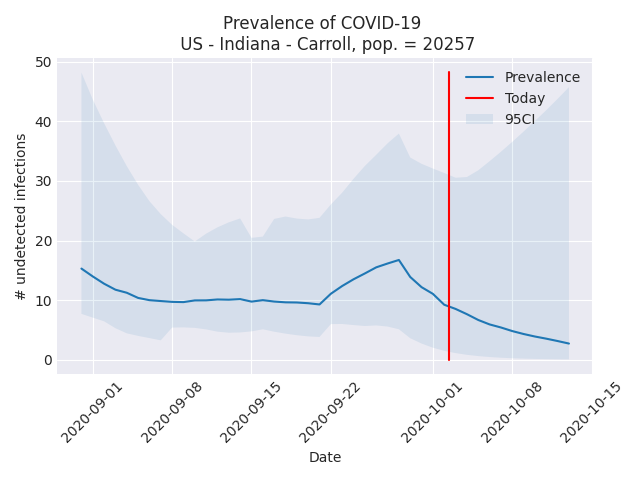 Prevalence of COVID-19
US - Indiana - Carroll, pop. = 20257
50
40
30
20
10
0
# undetected infections
Prevalence
Today
95CI
2020-09-01
2020-09-08
2020-09-15
2020-09-22
2020-10-01
2020-10-08
2020-10-15
Date